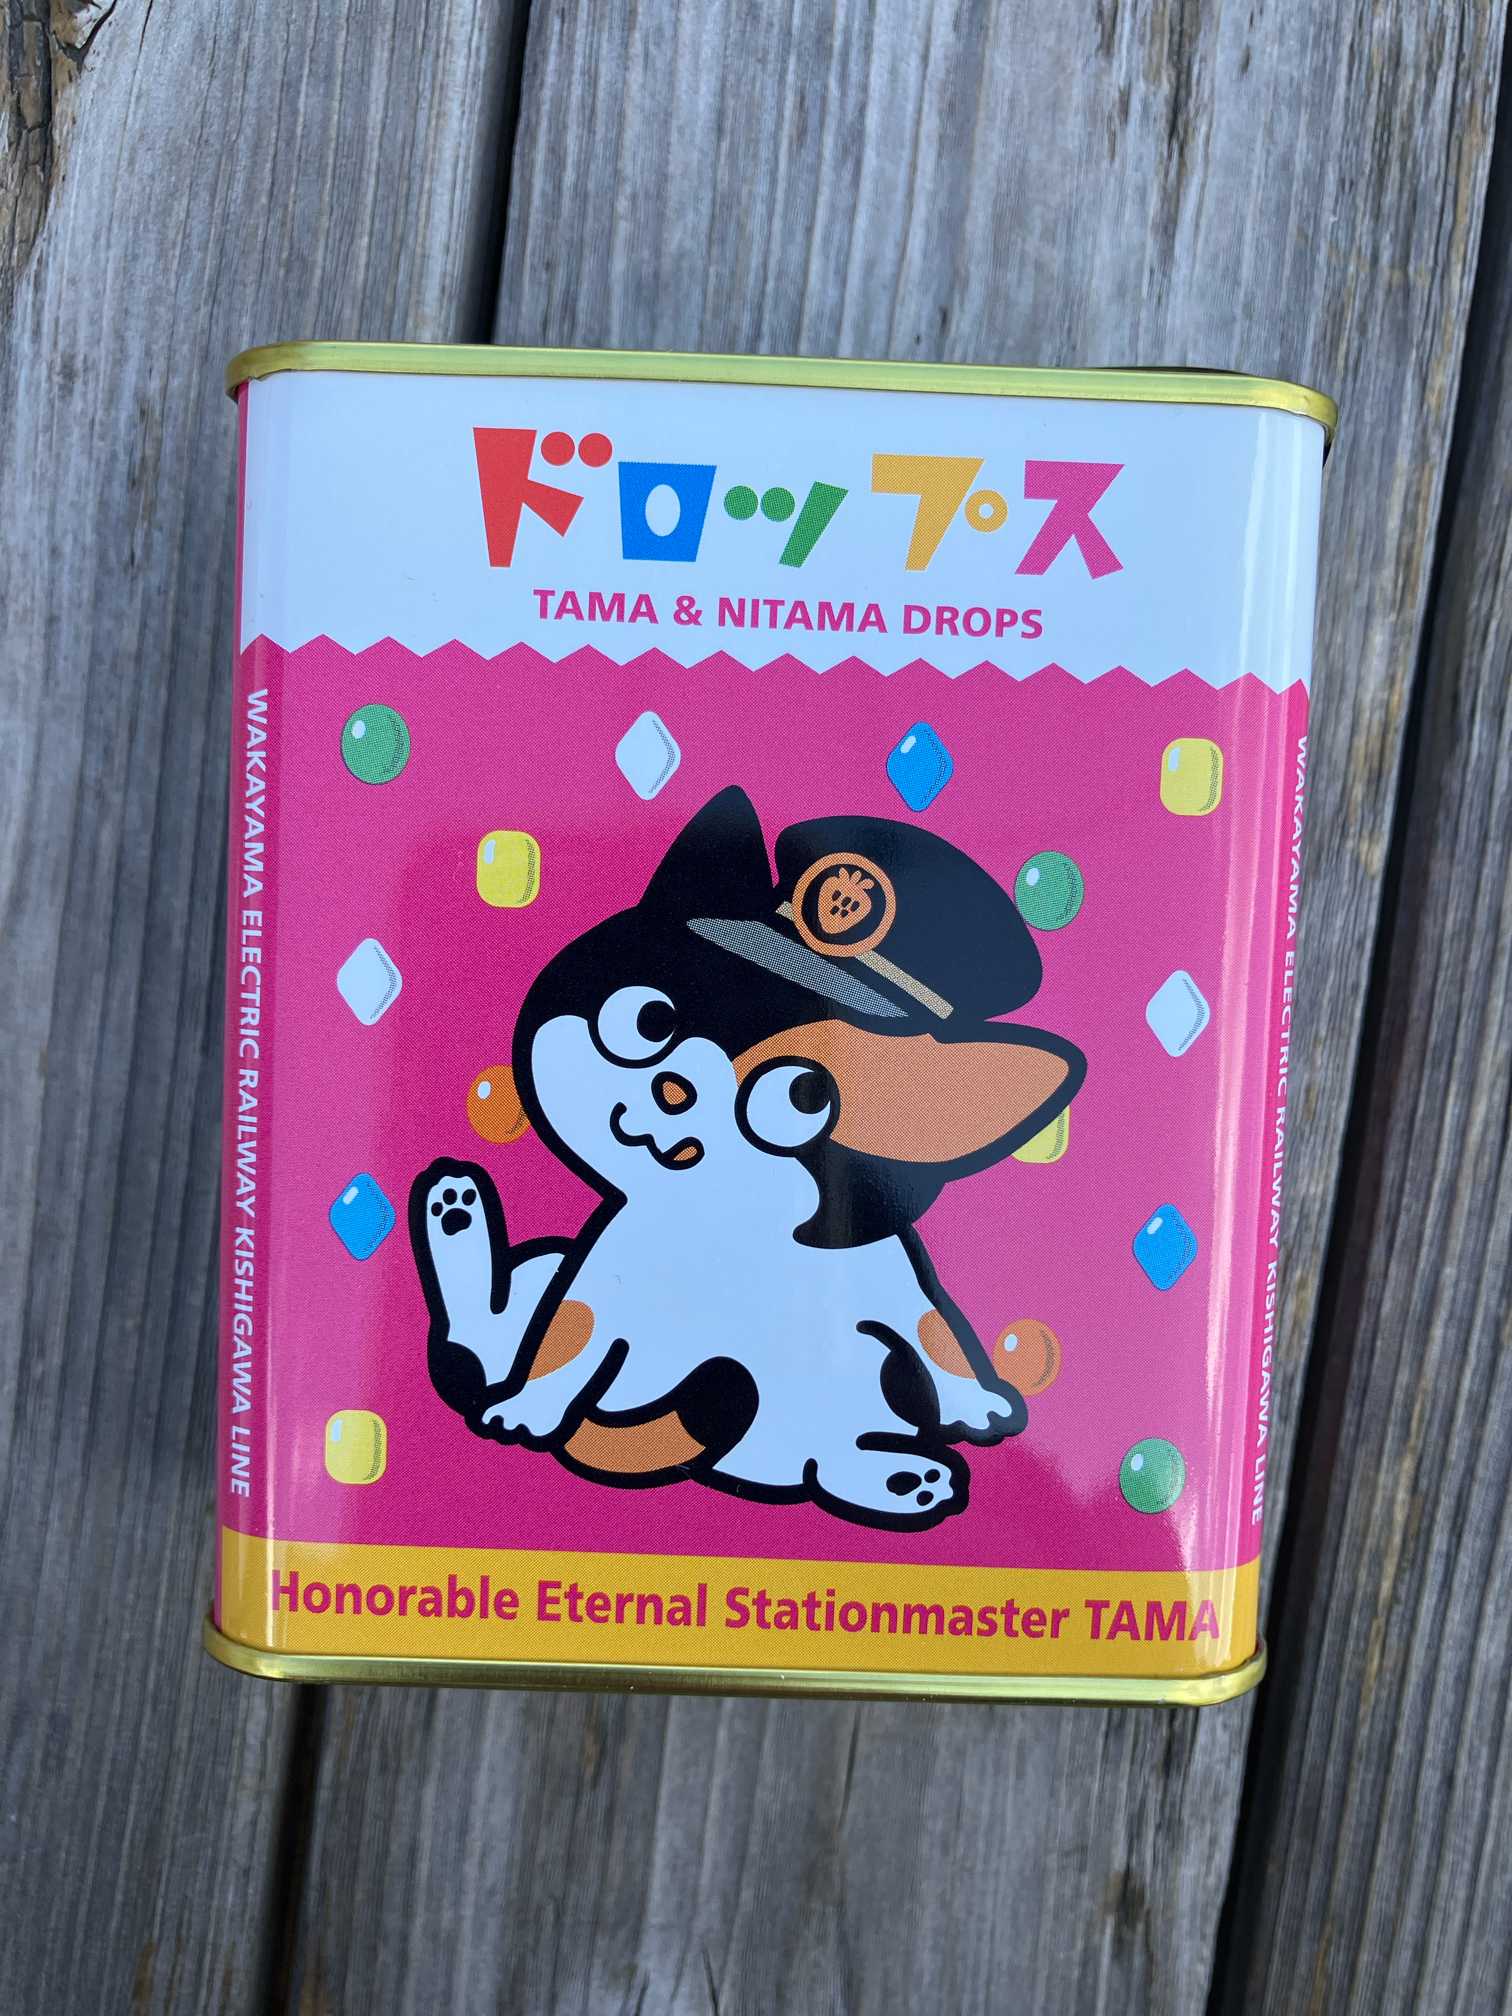 ドロップス
TAMA & NITAMA DROPS
WAKAYAMA ELECTRIC RAILWAY KISHIGAWA LINE
WAKAYAMA ELECTRIC RAILWAY KISHIGAWA LINE
Honorable Eternal Stationmaster TAMA